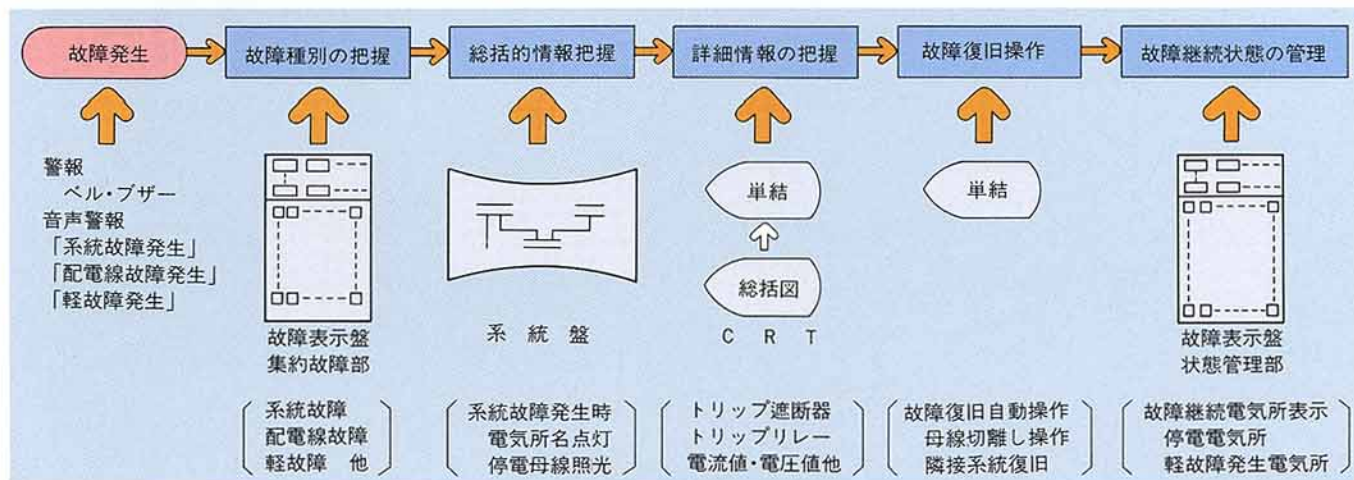 故障発生
故障種別の把握
総括的情報把握
詳細情報の把握
故障復旧操作
故障継続状態の管理
警報
ベル・ブザー
音声警報
「系統故障発生」
「配電線故障発生」
「軽故障発生」
故障表示盤
集約故障部
系統故障
配電線故障
軽故障 他
系統盤
系統故障発生時
電気所名点灯
停電母線照光
単結
総括図
CRT
トリップ遮断器
トリップリレー
電流値・電圧値他
単結
故障復旧自動操作
母線切離し操作
隣接系統復旧
故障表示盤
状態管理部
故障継続電気所表示
停電電気所
軽故障発生電気所